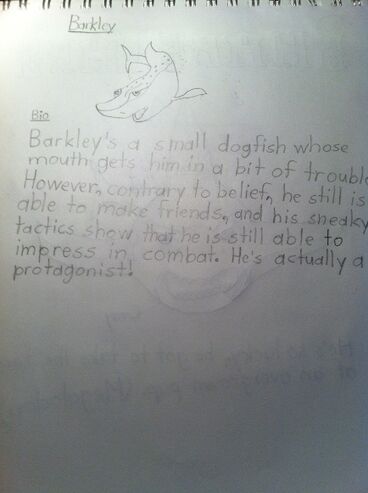 Barkley
Bio
Barkley's a small dogfish whose
mouth gets him in a bit of trouble.
However, contrary to belief, he still is
able to make friends, and his sneaky
tactics show that he is still able to
impress in combat. He's actually a
protagonist!